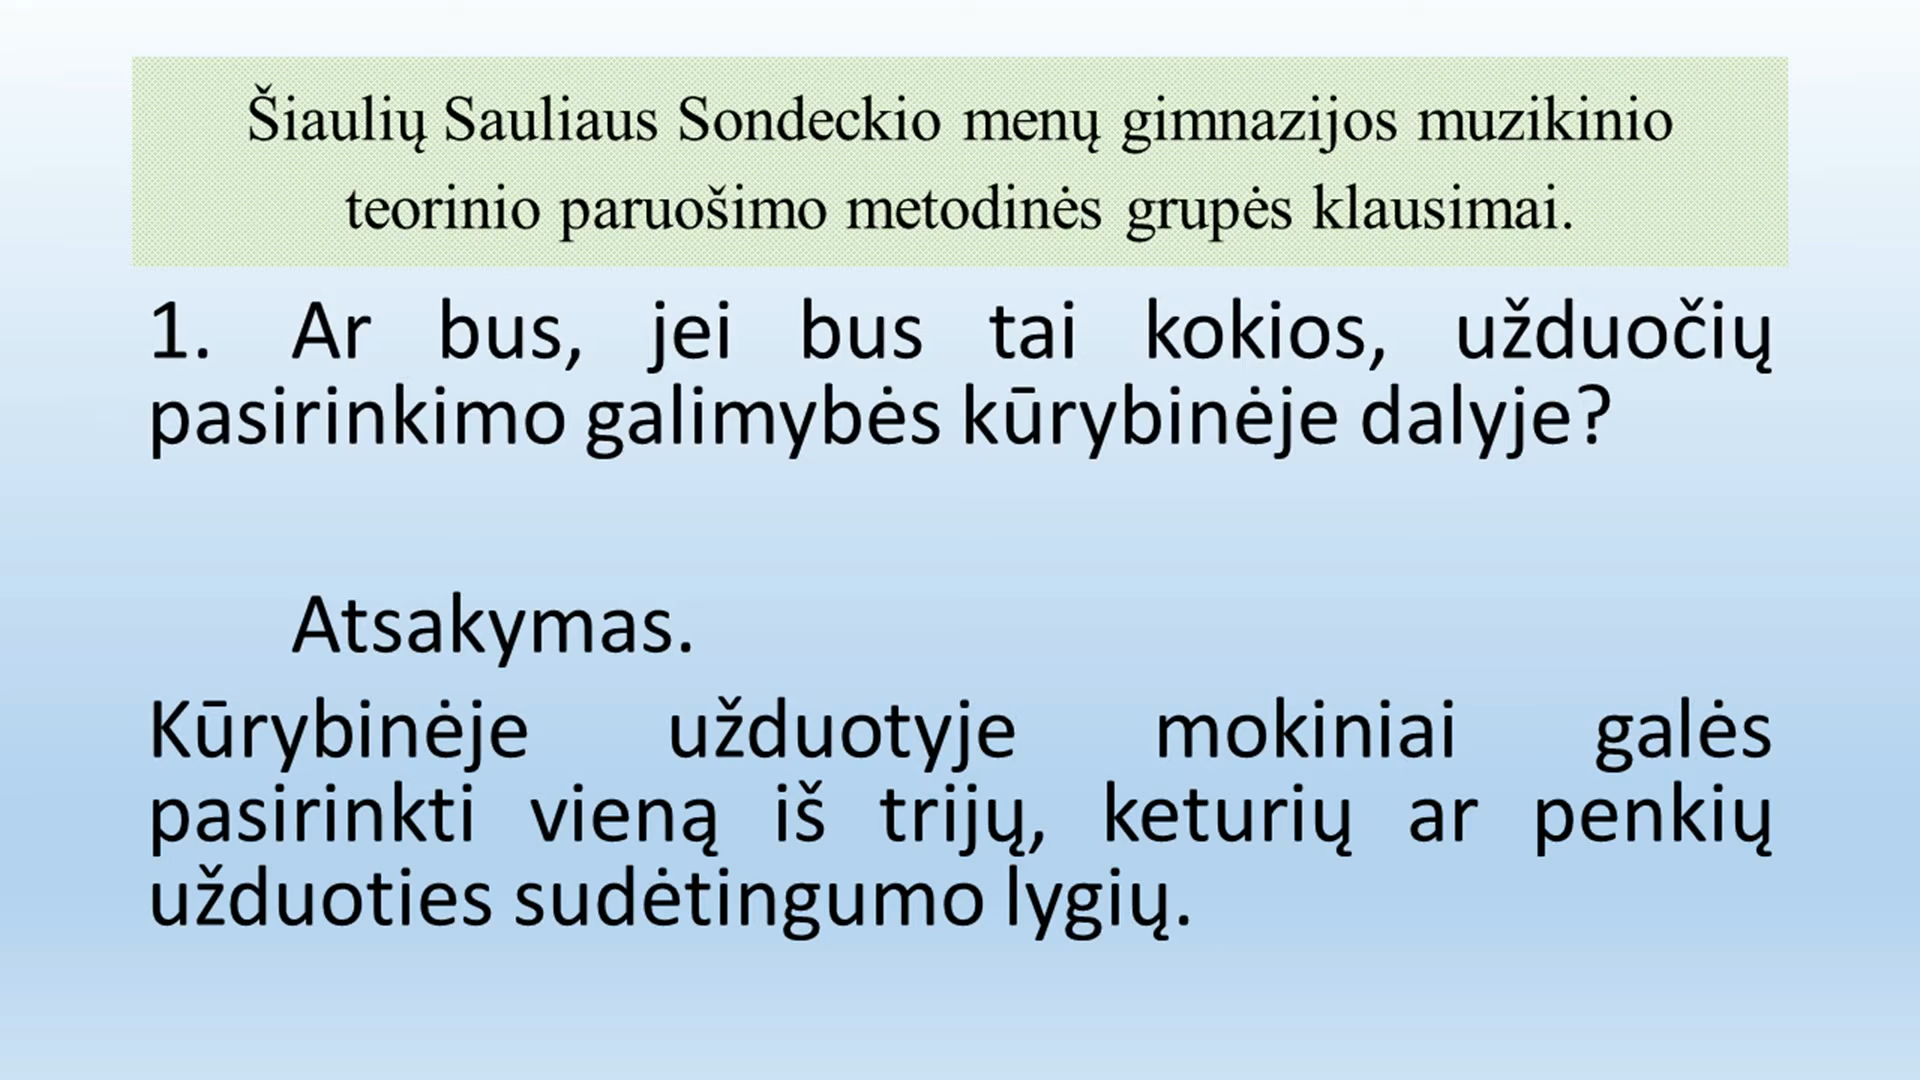 Šiaulių Sauliaus Sondeckio menų gimnazijos muzikinio
teorinio paruošimo metodinės grupės klausimai.
1. Ar bus, jei bus tai kokios, užduočių
pasirinkimo galimybės kūrybinėje dalyje?
Atsakymas.
Kūrybinėje užduotyje mokiniai galės
pasirinkti vieną iš trijų, keturių ar penkių
užduoties sudėtingumo lygių.